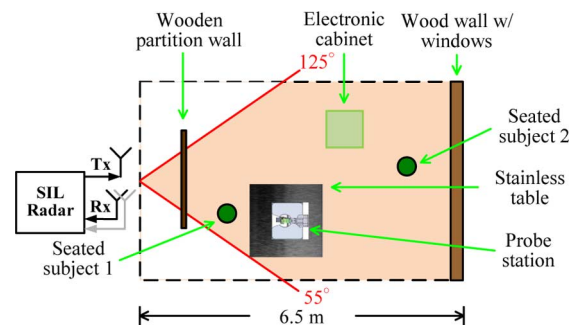 Wooden
partition wall
Electronic
cabinet
Wood wall w/
windows
125°
Tx
SIL
Radar
Rx
Seated
subject 2
Stainless
table
Seated
subject 1
Probe
station
55°
6.5 m